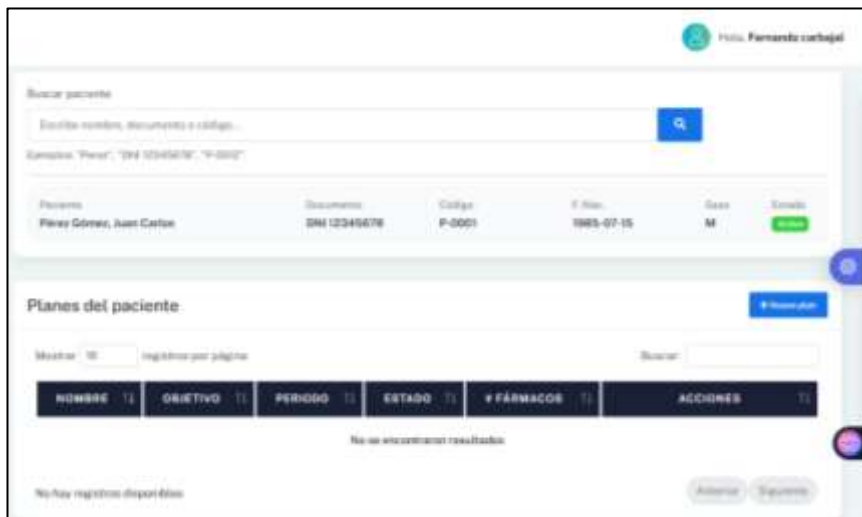 Hola, Fernando carbajal
Buscar paciente
Escribe nombre, documento o código...
Ejemplos: "Perez", "DNI 12345678", "P-0012"
Paciente Documento Código F. Nac. Sexo Estado
Pérez Gómez, Juan Carlos DNI 12345678 P-0001 1985-07-15 M Activo
Planes del paciente
+ Nuevo plan
Mostrar 10 registros por página Buscar:
NOMBRE OBJETIVO PERIODO ESTADO # FÁRMACOS ACCIONES
No se encontraron resultados
No hay registros disponibles
Anterior Siguiente